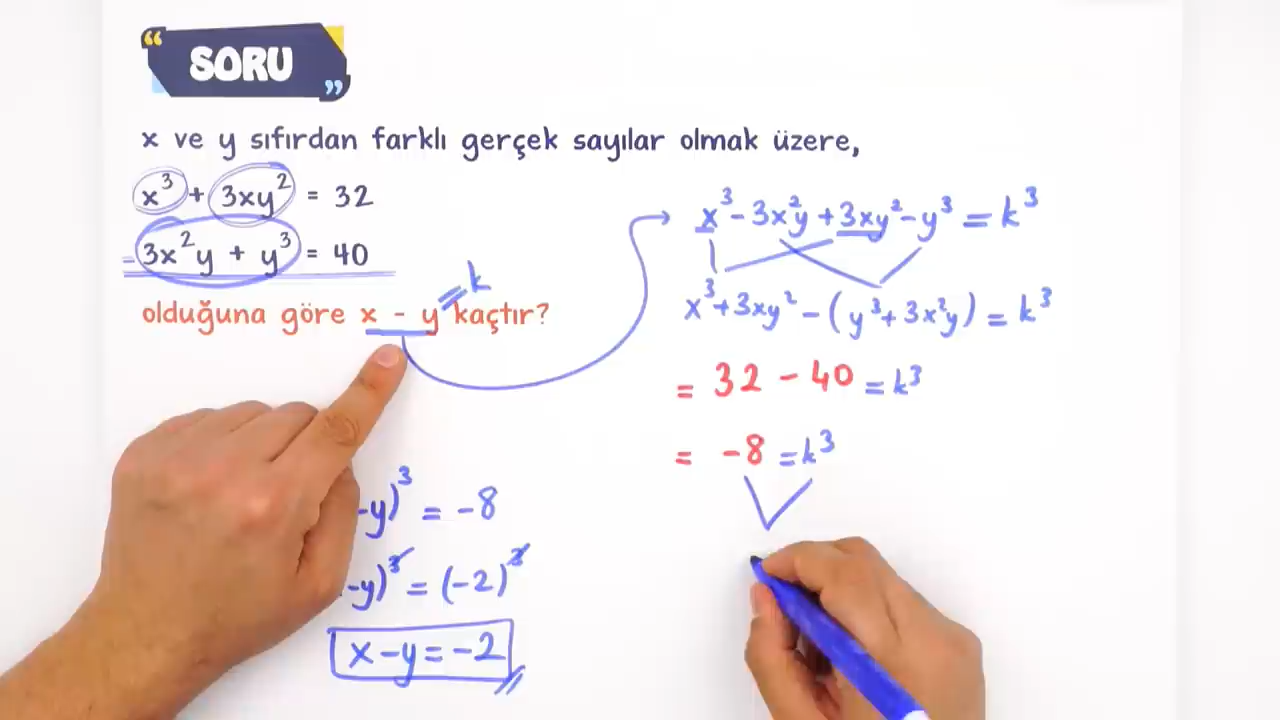 SORU
x ve y sıfırdan farklı gerçek sayılar olmak üzere,
x³ + 3xy² = 32
- 3x²y + y³ = 40
olduğuna göre x - y kaçtır?
= k
-y)³ = -8
-y)³ = (-2)³
x-y = -2
x³ - 3x²y + 3xy² - y³ = k³
x³ + 3xy² - (y³ + 3x²y) = k³
= 32 - 40 = k³
= -8 = k³